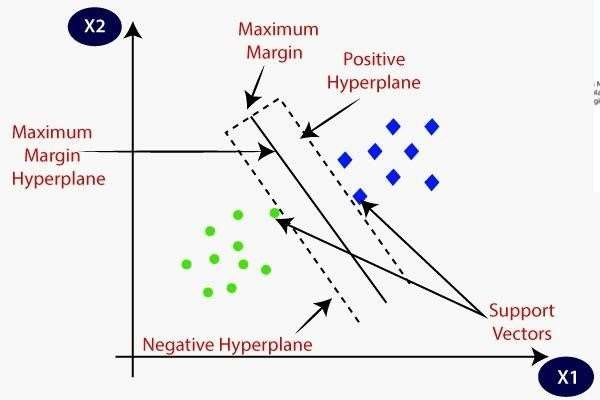 X2
Maximum
Margin
Positive
Hyperplane
Maximum
Margin
Hyperplane
Support
Vectors
Negative Hyperplane
X1